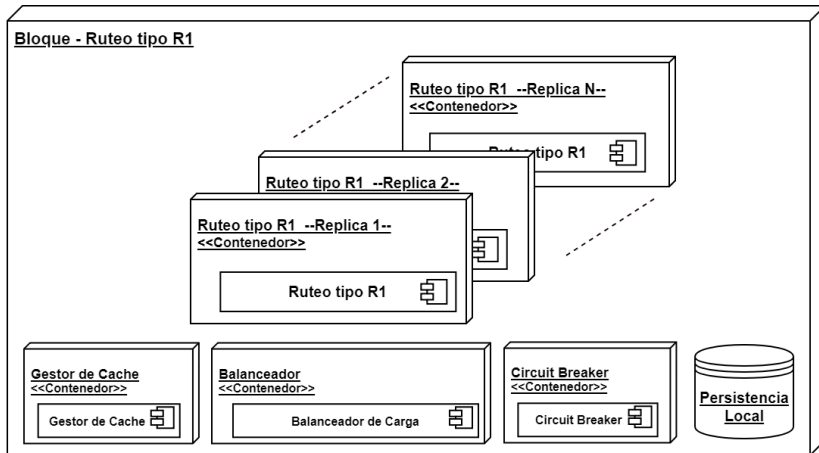 Bloque - Ruteo tipo R1
Ruteo tipo R1 --Replica N--
<<Contenedor>>
Ruteo tipo R1
Ruteo tipo R1 --Replica 2--
Ruteo tipo R1 --Replica 1--
<<Contenedor>>
Ruteo tipo R1
Gestor de Cache
<<Contenedor>>
Gestor de Cache
Balanceador
<<Contenedor>>
Balanceador de Carga
Circuit Breaker
<<Contenedor>>
Circuit Breaker
Persistencia
Local